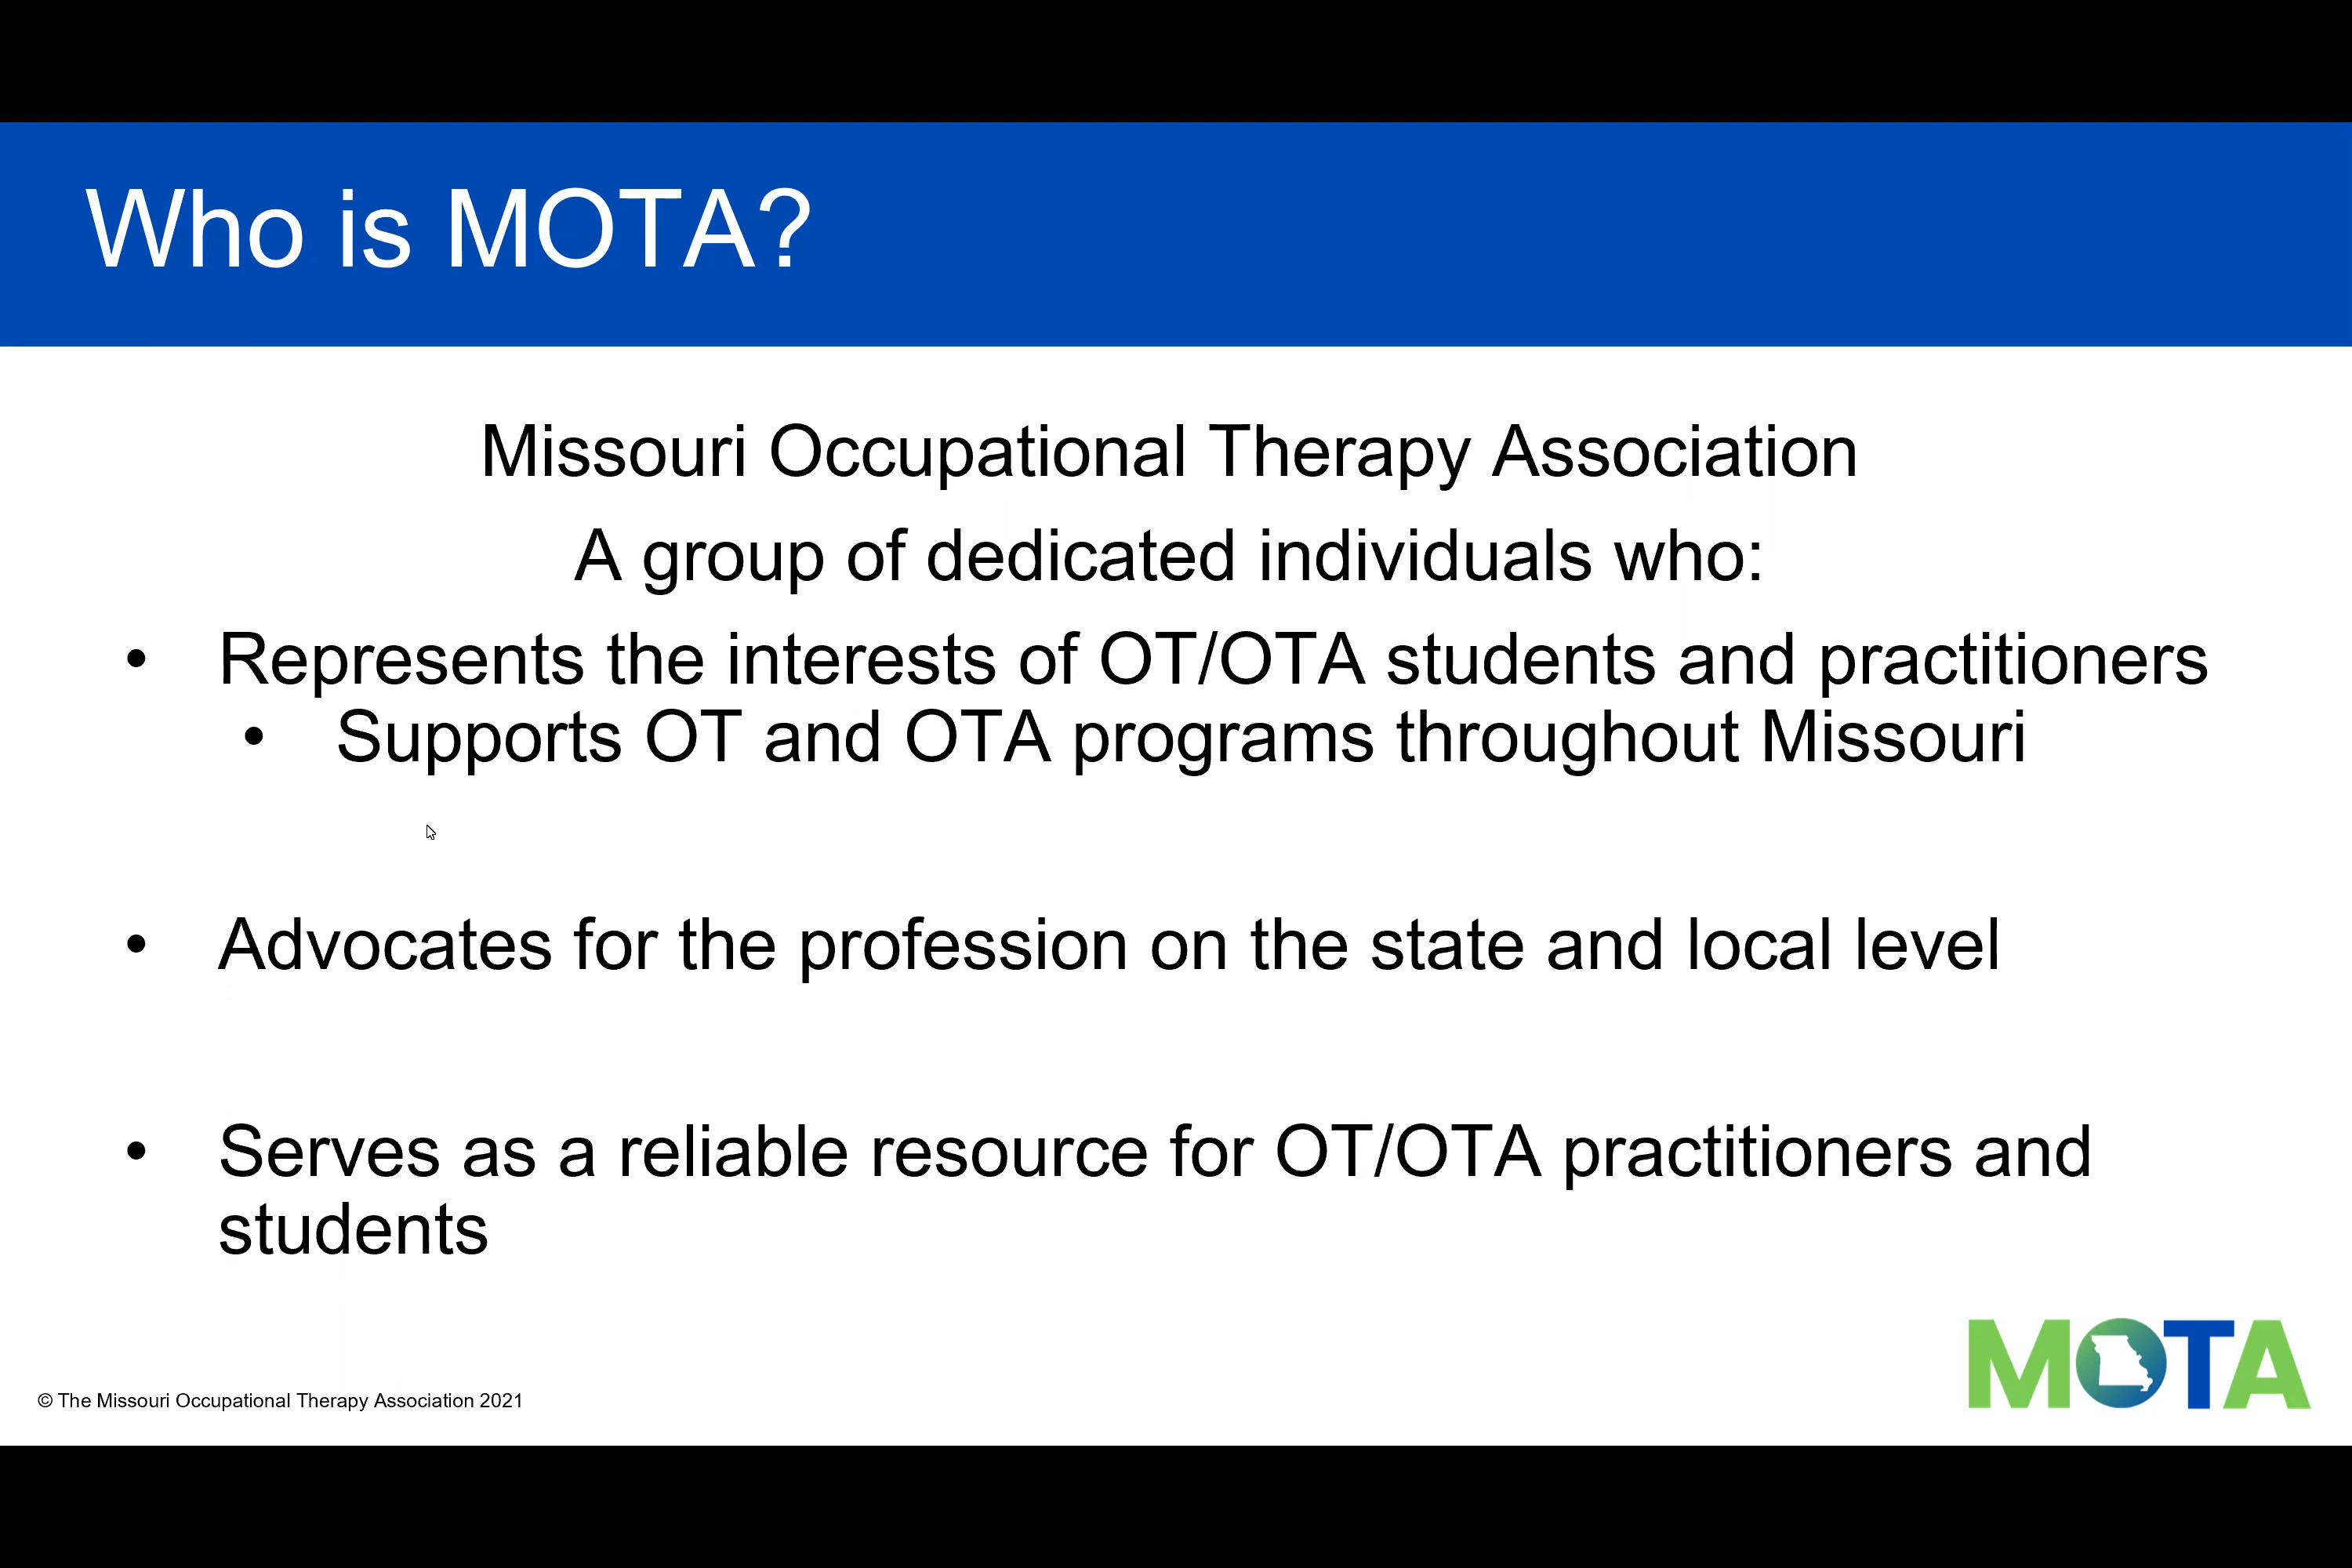 Who is MOTA?
Missouri Occupational Therapy Association
A group of dedicated individuals who:
• Represents the interests of OT/OTA students and practitioners
• Supports OT and OTA programs throughout Missouri
• Advocates for the profession on the state and local level
• Serves as a reliable resource for OT/OTA practitioners and
students
© The Missouri Occupational Therapy Association 2021
MOTA